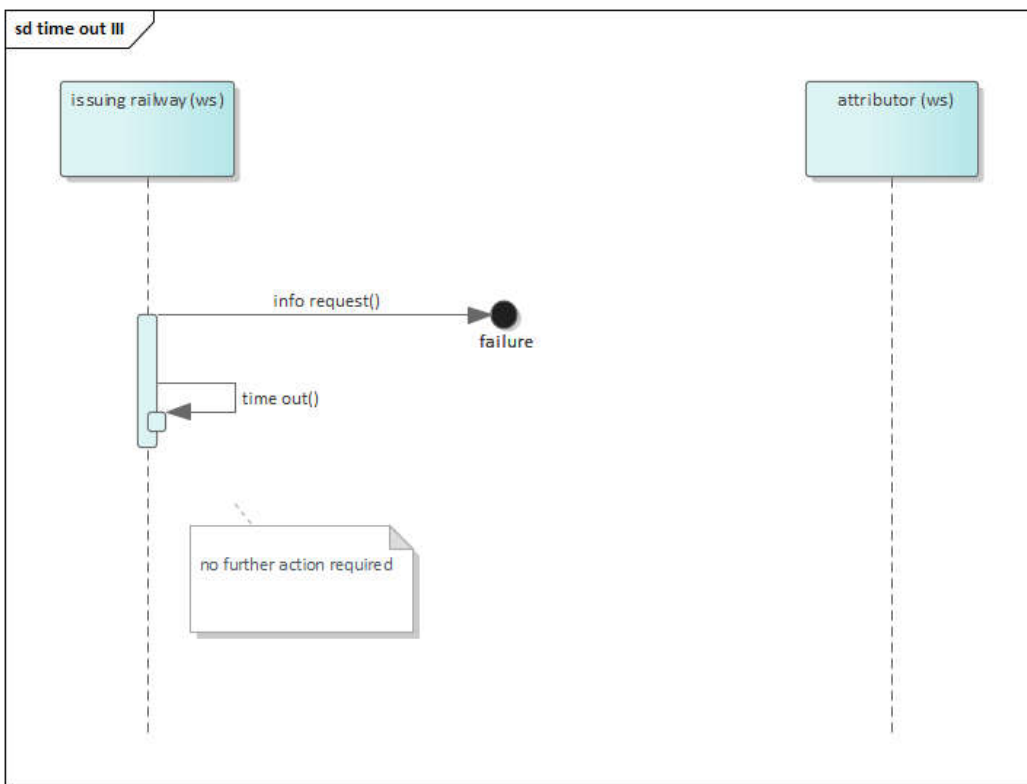 sd time out III
issuing railway (ws)
attributor (ws)
info request()
failure
time out()
no further action required